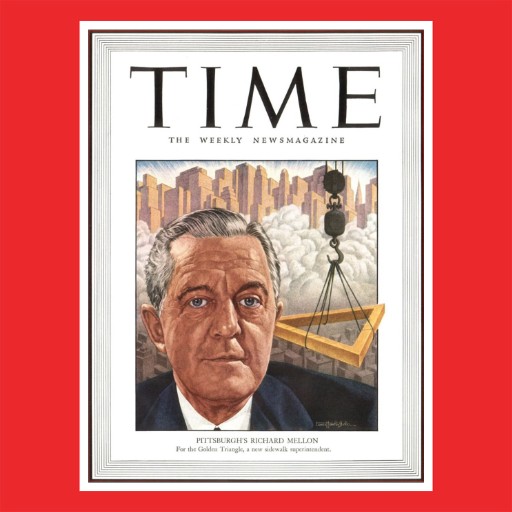 TIME
THE WEEKLY NEWSMAGAZINE
PITTSBURGH'S RICHARD MELLON
For the Golden Triangle, a new sidewalk superintendent.